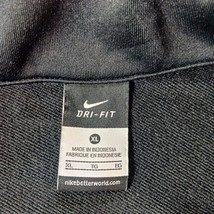 DRI-FIT
XL
MADE IN INDONESIA
FABRIQUÉ EN INDONÉSIE
XL TG EG
nikebetterworld.com